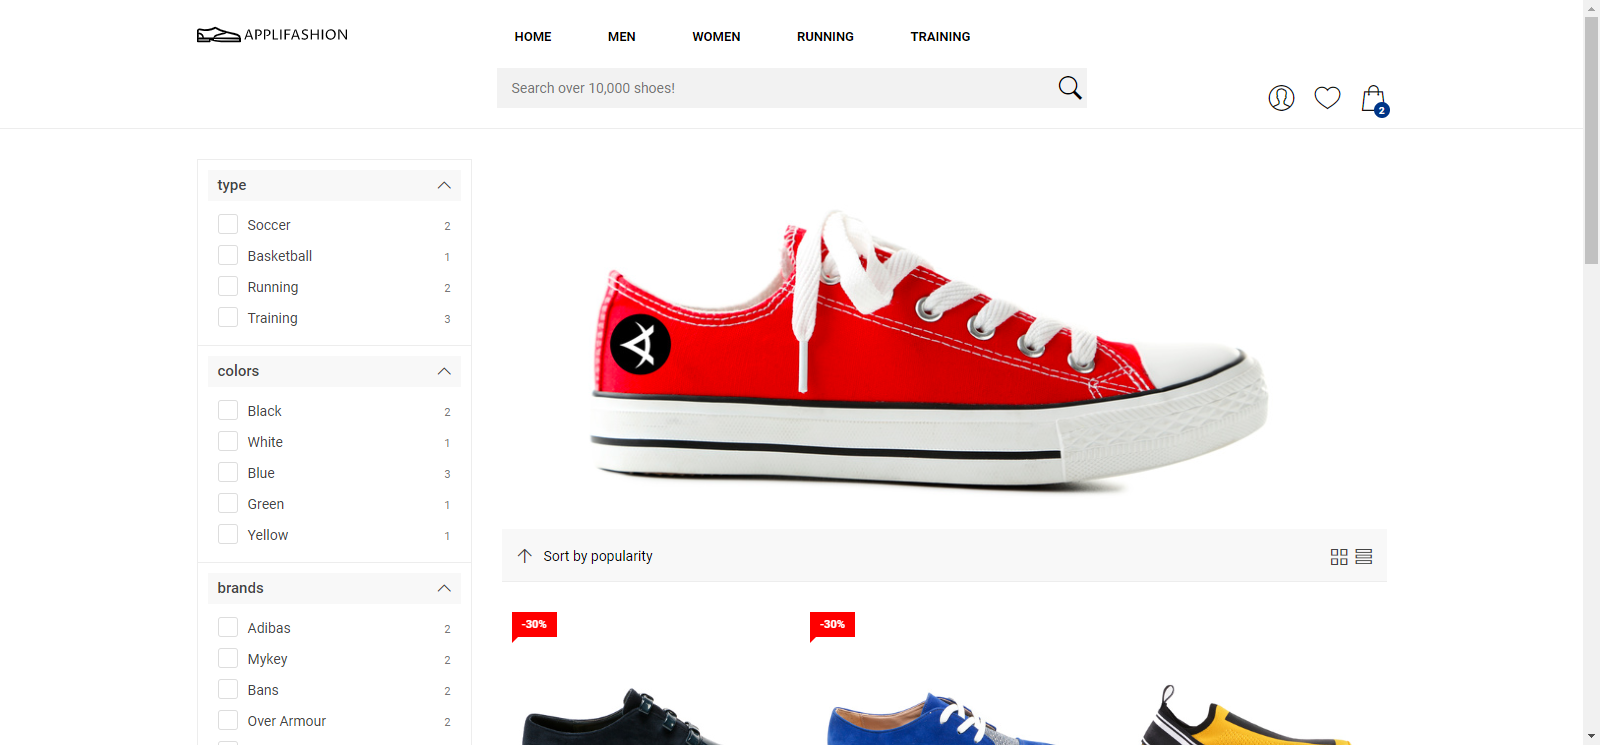 APPLIFASHION
HOME MEN WOMEN RUNNING TRAINING
Search over 10,000 shoes!
2
type
Soccer 2
Basketball 1
Running 2
Training 3
colors
Black 2
White 1
Blue 3
Green 1
Yellow 1
brands
Adibas 2
Mykey 2
Bans 2
Over Armour 2
Sort by popularity
-30% -30%